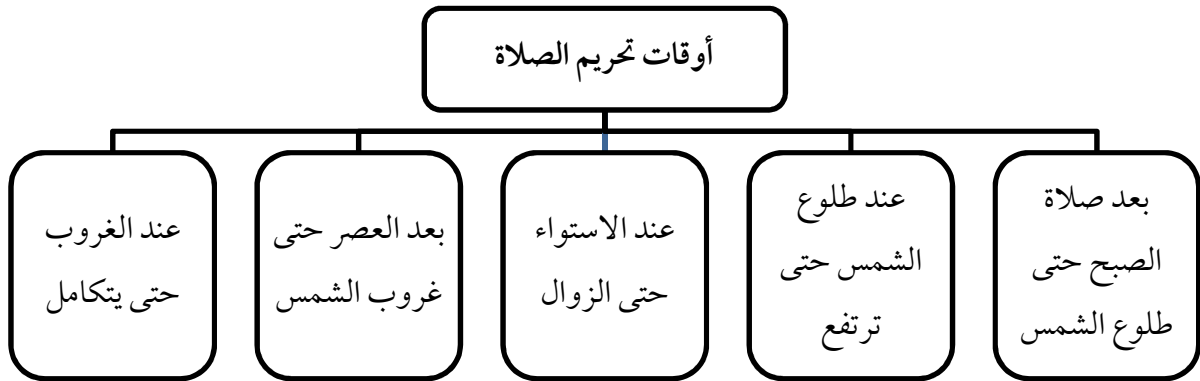 أوقات تحريم الصلاة
بعد صلاة
الصبح حتى
طلوع الشمس
عند طلوع
الشمس حتى
ترتفع
عند الاستواء
حتى الزوال
بعد العصر حتى
غروب الشمس
عند الغروب
حتى يتكامل